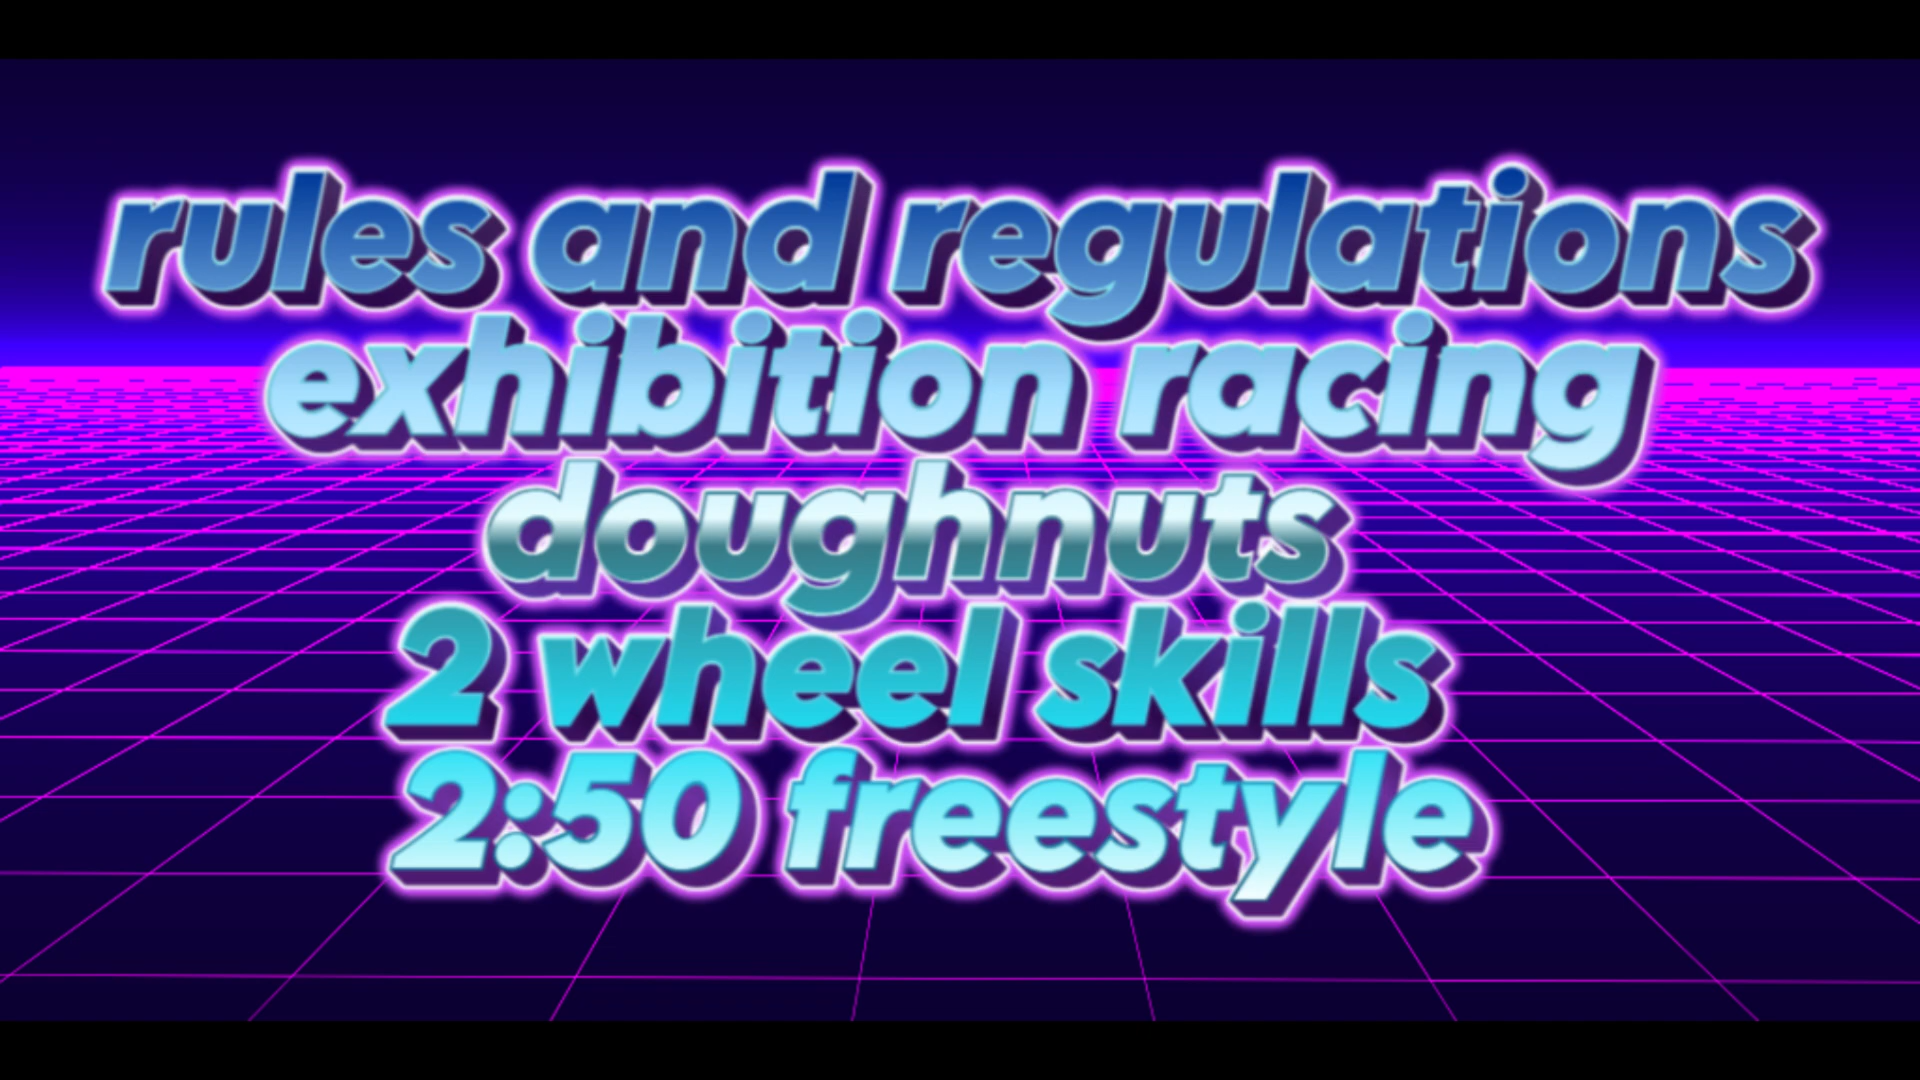 rules and regulations
exhibition racing
doughnuts
2 wheel skills
2:50 freestyle